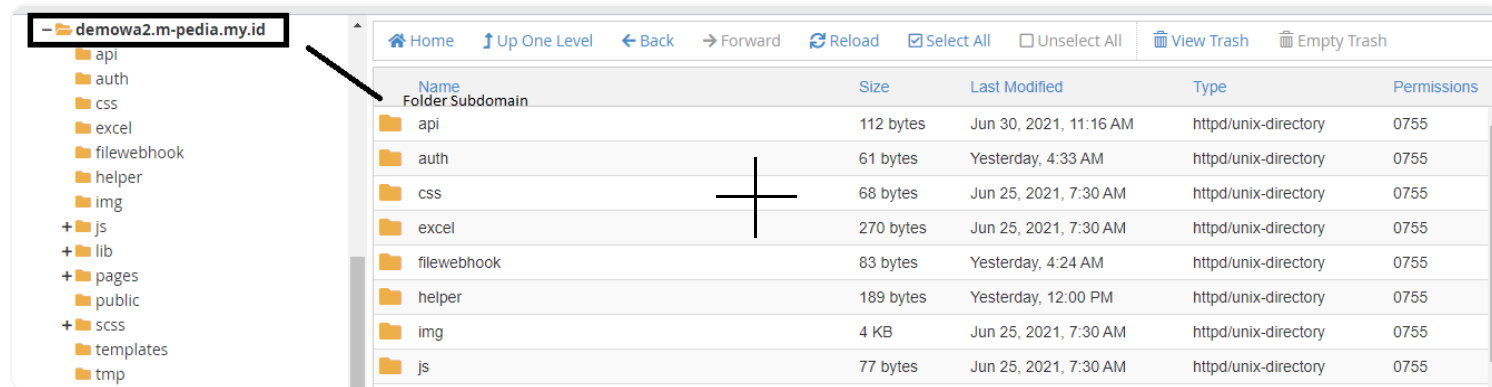 demowa2.m-pedia.my.id
api
auth
css
excel
filewebhook
helper
img
js
lib
pages
public
scss
templates
tmp
Home Up One Level Back Forward Reload Select All Unselect All View Trash Empty Trash
Name Size Last Modified Type Permissions
Folder Subdomain
api 112 bytes Jun 30, 2021, 11:16 AM httpd/unix-directory 0755
auth 61 bytes Yesterday, 4:33 AM httpd/unix-directory 0755
css 68 bytes Jun 25, 2021, 7:30 AM httpd/unix-directory 0755
excel 270 bytes Jun 25, 2021, 7:30 AM httpd/unix-directory 0755
filewebhook 83 bytes Yesterday, 4:24 AM httpd/unix-directory 0755
helper 189 bytes Yesterday, 12:00 PM httpd/unix-directory 0755
img 4 KB Jun 25, 2021, 7:30 AM httpd/unix-directory 0755
js 77 bytes Jun 25, 2021, 7:30 AM httpd/unix-directory 0755